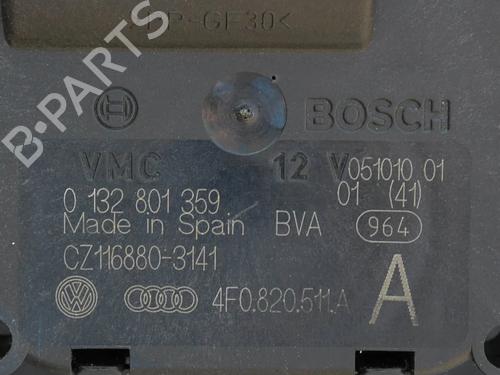 PP-GF30<
B-PARTS
BOSCH
VMC 12 V 051010 01
0 132 801 359 01 (41)
Made in Spain BVA 964
CZ116880-3141
4F0.820.511.A A